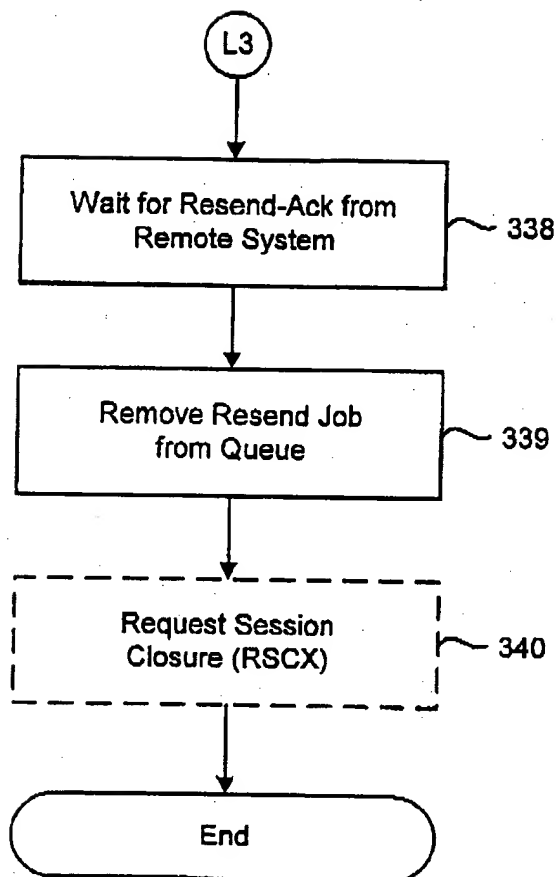 L3
Wait for Resend-Ack from
Remote System
338
Remove Resend Job
from Queue
339
Request Session
Closure (RSCX)
340
End